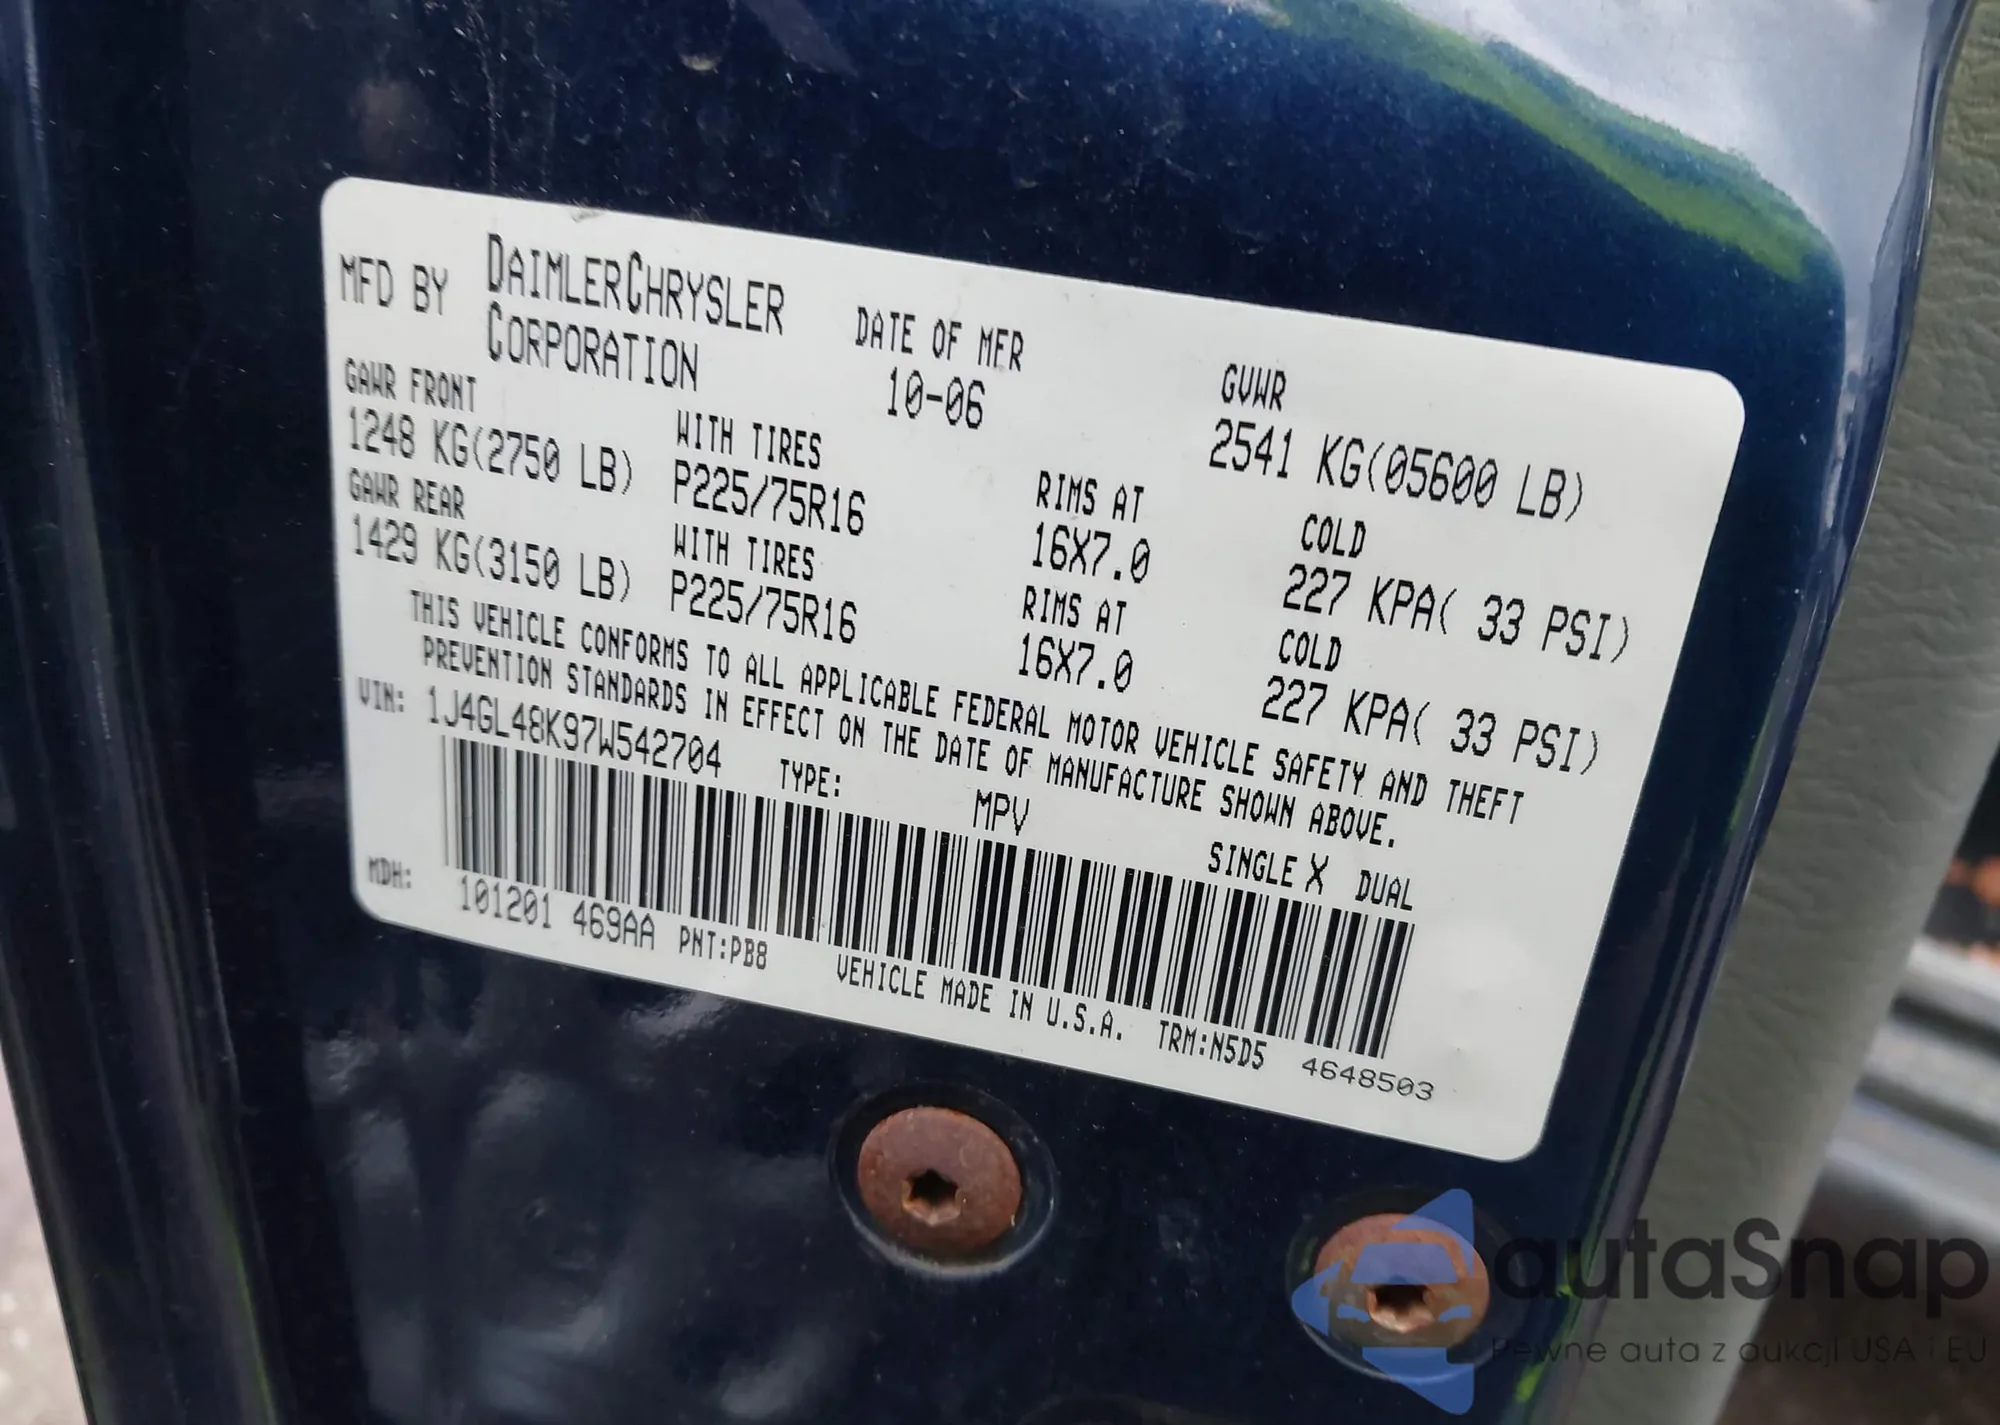 MFD BY DAIMLERCHRYSLER CORPORATION
DATE OF MFR
10-06
GVWR
2541 KG(05600 LB)
GAWR FRONT
1248 KG(2750 LB)
WITH TIRES
P225/75R16
RIMS AT
16X7.0
COLD
227 KPA( 33 PSI)
GAWR REAR
1429 KG(3150 LB)
WITH TIRES
P225/75R16
RIMS AT
16X7.0
COLD
227 KPA( 33 PSI)
THIS VEHICLE CONFORMS TO ALL APPLICABLE FEDERAL MOTOR VEHICLE SAFETY AND THEFT
PREVENTION STANDARDS IN EFFECT ON THE DATE OF MANUFACTURE SHOWN ABOVE.
VIN: 1J4GL48K97W542704
TYPE: MPV
SINGLE X DUAL
MDH: 101201 469AA PNT:PB8
VEHICLE MADE IN U.S.A. TRM:N5D5 4648503
autaSnap
Pewne auta z aukcji USA i EU